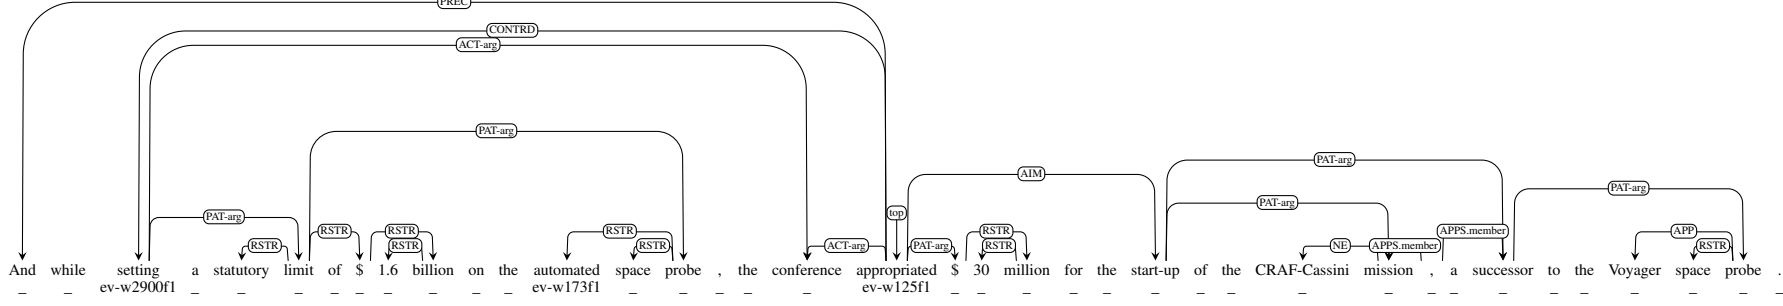 PREC
CONTRD
ACT-arg
PAT-arg
PAT-arg
AIM
PAT-arg
PAT-arg
top
PAT-arg
RSTR RSTR RSTR APPS.member APP
RSTR RSTR RSTR ACT-arg PAT-arg RSTR NE APPS.member RSTR
And while setting a statutory limit of $ 1.6 billion on the automated space probe , the conference appropriated $ 30 million for the start-up of the CRAF-Cassini mission , a successor to the Voyager space probe .
_ _ ev-w2900f1 _ _ _ _ _ _ _ _ _ ev-w173f1 _ _ _ _ _ ev-w125f1 _ _ _ _ _ _ _ _ _ _ _ _ _ _ _ _ _ _ _